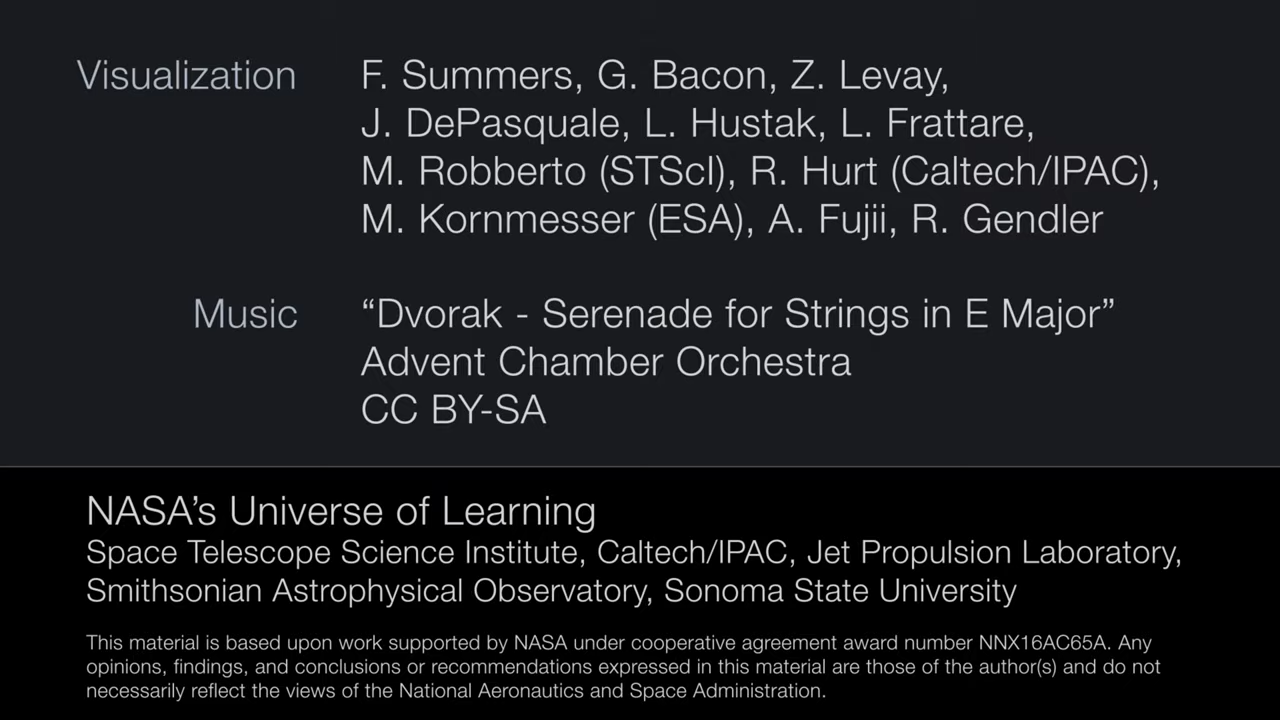 Visualization F. Summers, G. Bacon, Z. Levay,
J. DePasquale, L. Hustak, L. Frattare,
M. Robberto (STScI), R. Hurt (Caltech/IPAC),
M. Kornmesser (ESA), A. Fujii, R. Gendler
Music “Dvorak - Serenade for Strings in E Major”
Advent Chamber Orchestra
CC BY-SA
NASA’s Universe of Learning
Space Telescope Science Institute, Caltech/IPAC, Jet Propulsion Laboratory,
Smithsonian Astrophysical Observatory, Sonoma State University
This material is based upon work supported by NASA under cooperative agreement award number NNX16AC65A. Any
opinions, findings, and conclusions or recommendations expressed in this material are those of the author(s) and do not
necessarily reflect the views of the National Aeronautics and Space Administration.